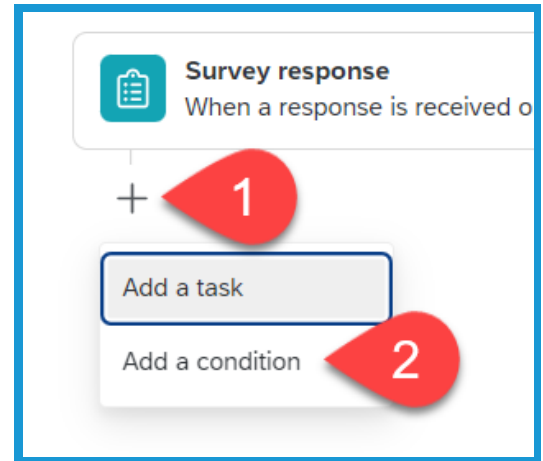 Survey response
When a response is received o
1
Add a task
Add a condition
2